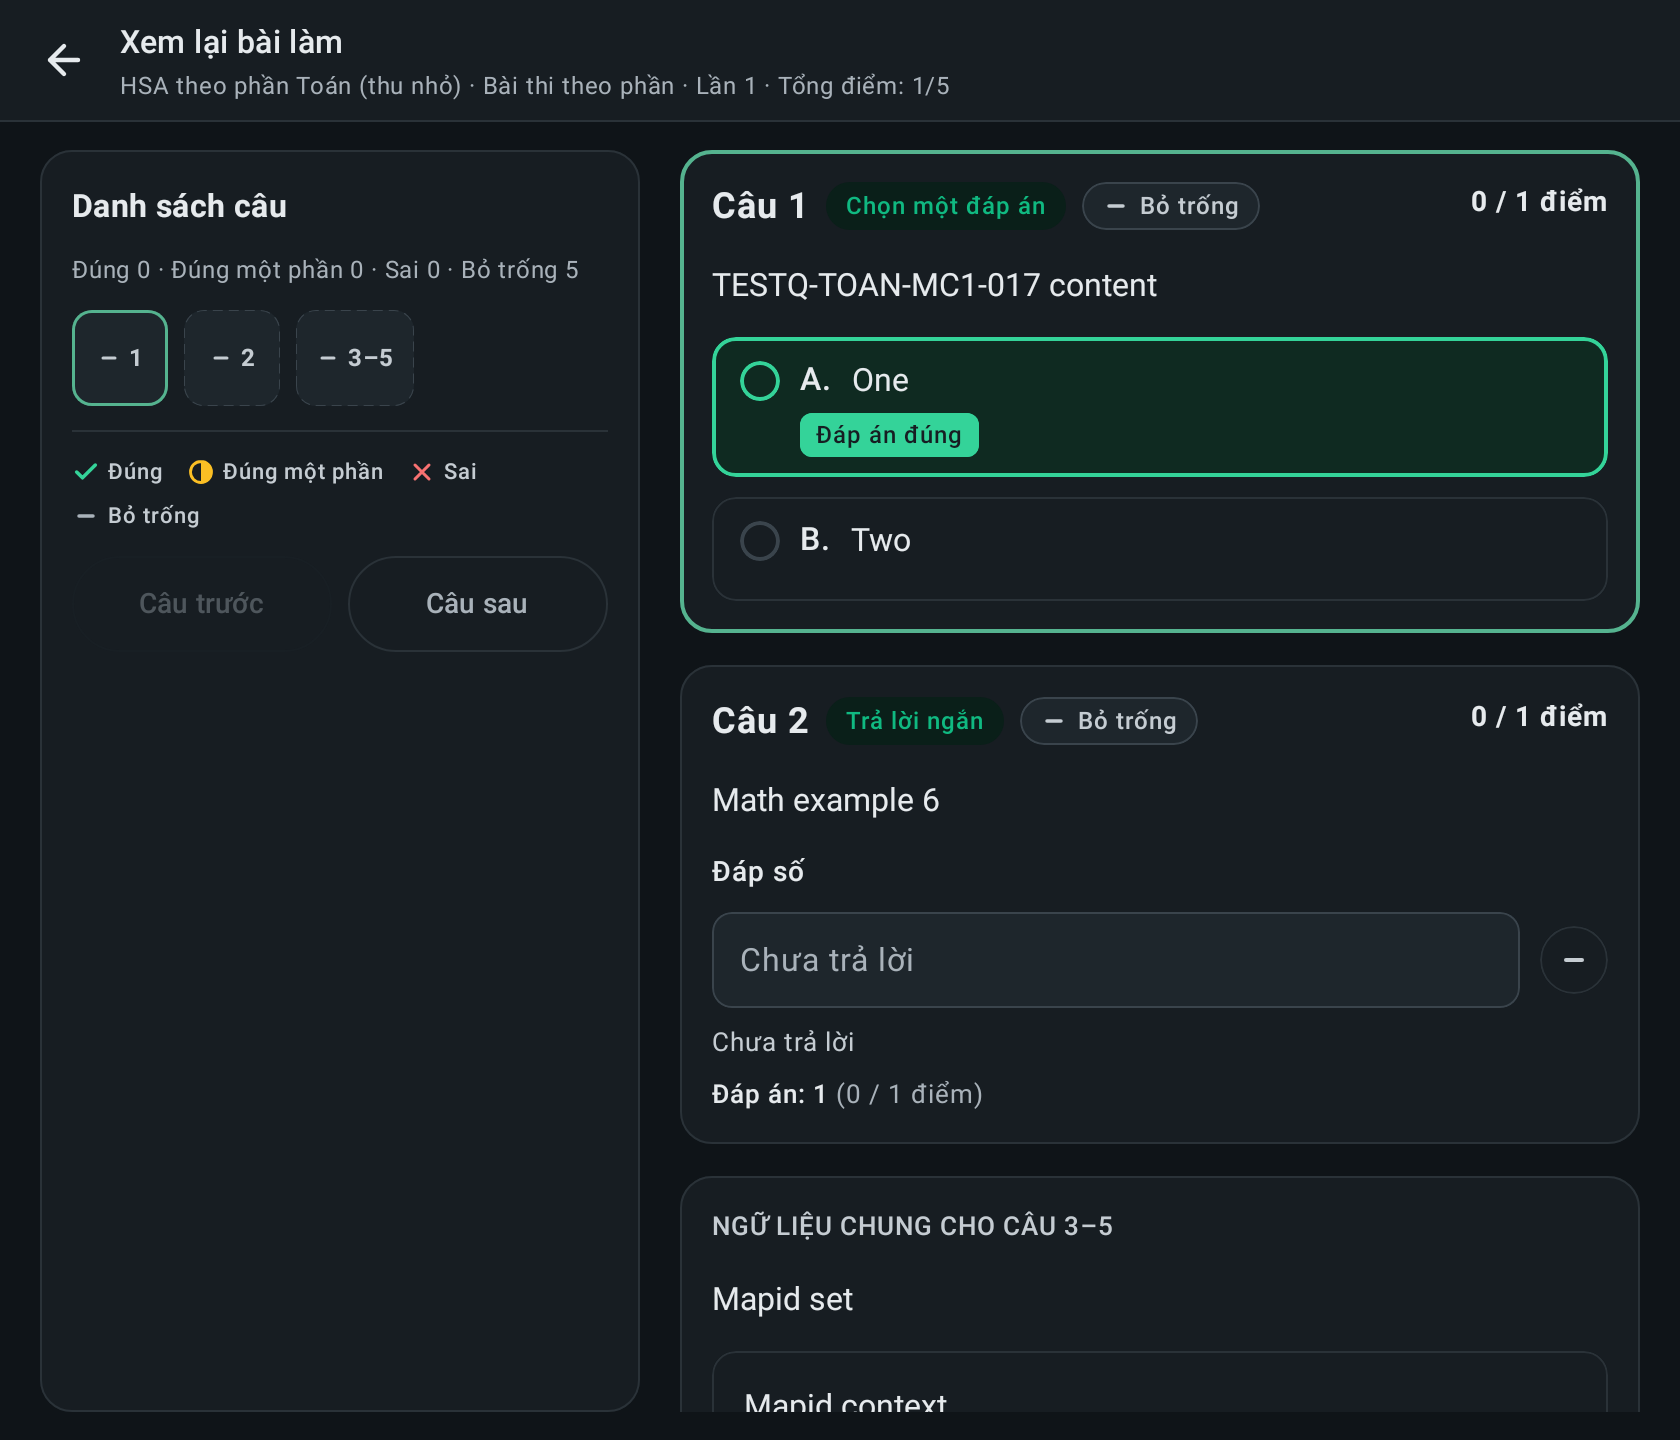 Xem lại bài làm
HSA theo phần Toán (thu nhỏ) · Bài thi theo phần · Lần 1 · Tổng điểm: 1/5
Danh sách câu
Đúng 0 · Đúng một phần 0 · Sai 0 · Bỏ trống 5
– 1
– 2
– 3–5
Đúng
Đúng một phần
Sai
– Bỏ trống
Câu trước
Câu sau
Câu 1
Chọn một đáp án
– Bỏ trống
0 / 1 điểm
TESTQ-TOAN-MC1-017 content
A. One
Đáp án đúng
B. Two
Câu 2
Trả lời ngắn
– Bỏ trống
0 / 1 điểm
Math example 6
Đáp số
Chưa trả lời
–
Chưa trả lời
Đáp án: 1 (0 / 1 điểm)
NGỮ LIỆU CHUNG CHO CÂU 3–5
Mapid set
Mapid context